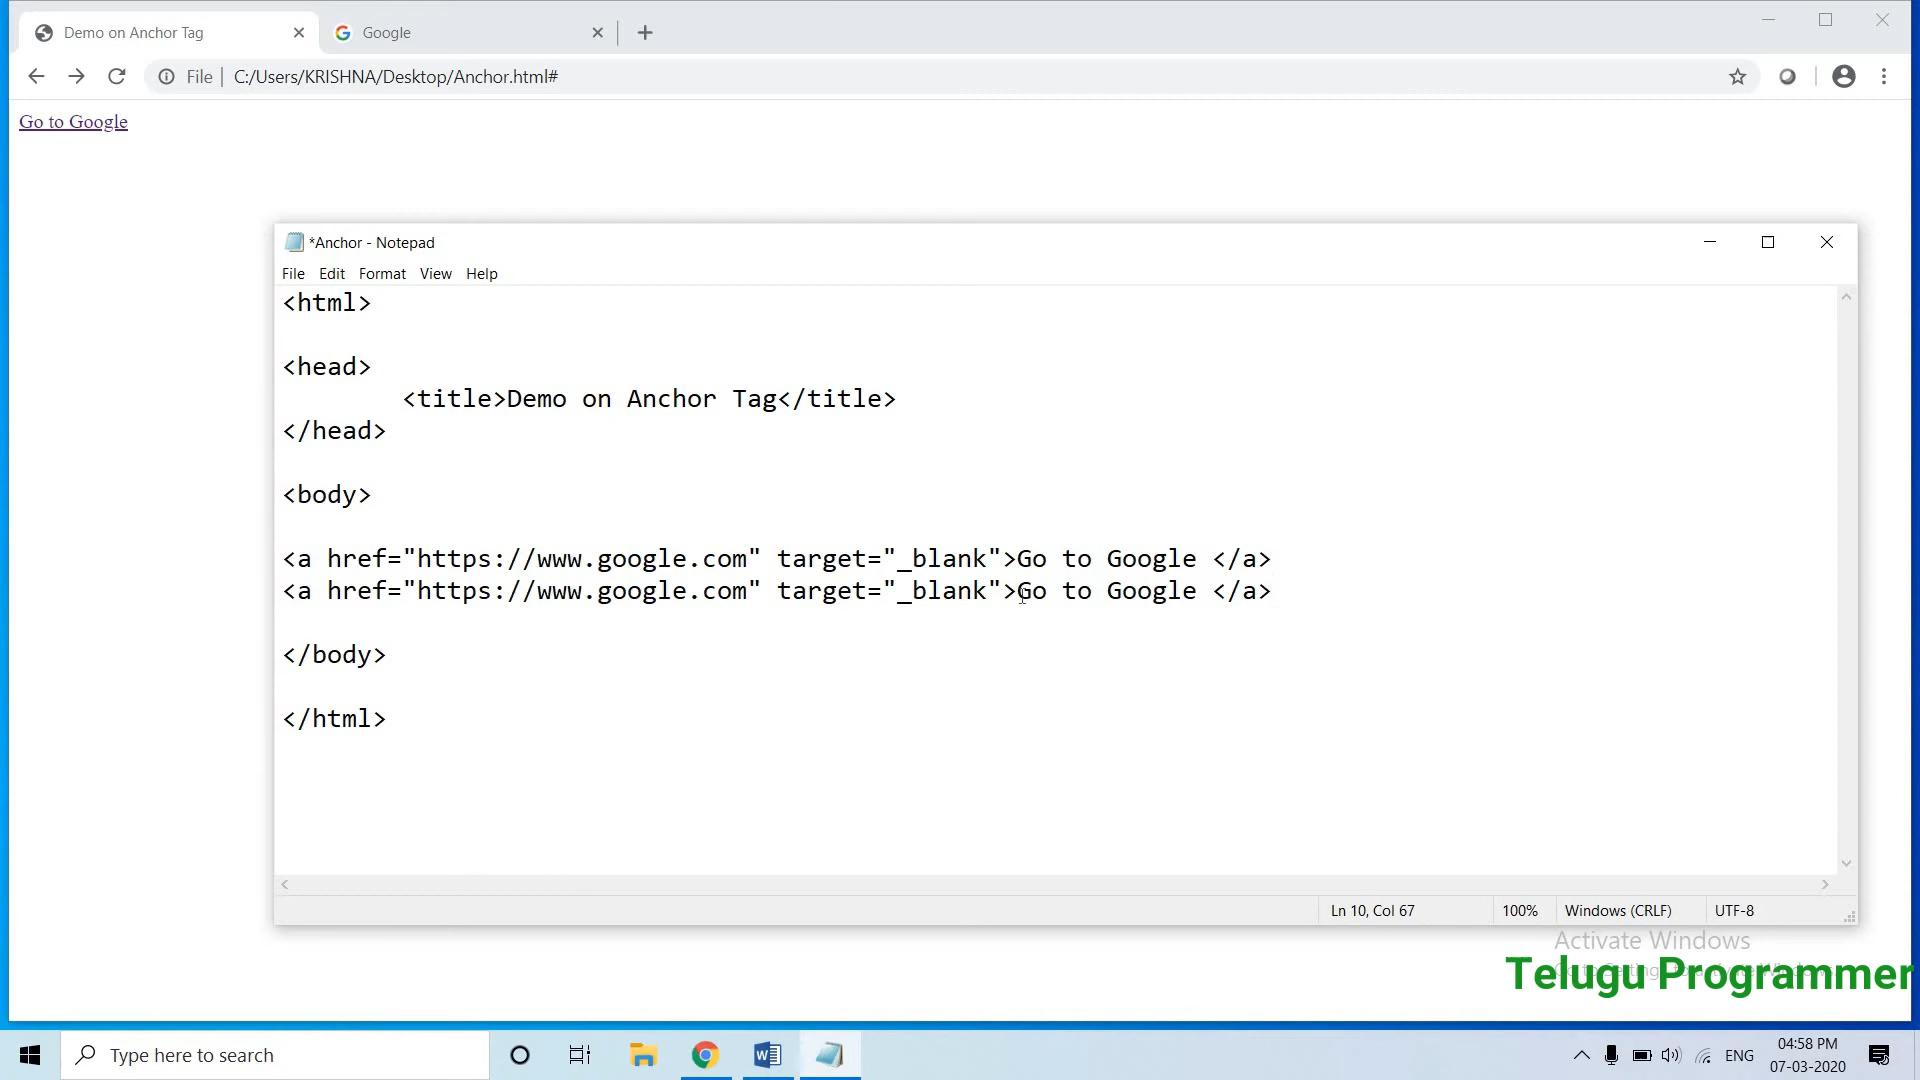 Demo on Anchor Tag
Google
File
C:/Users/KRISHNA/Desktop/Anchor.html#
Go to Google
*Anchor - Notepad
File Edit Format View Help
<html>
<head>
<title>Demo on Anchor Tag</title>
</head>
<body>
<a href="https://www.google.com" target="_blank">Go to Google </a>
<a href="https://www.google.com" target="_blank">Go to Google </a>
</body>
</html>
Ln 10, Col 67
100%
Windows (CRLF)
UTF-8
Activate Windows
Telugu Programmer
Type here to search
ENG
04:58 PM
07-03-2020